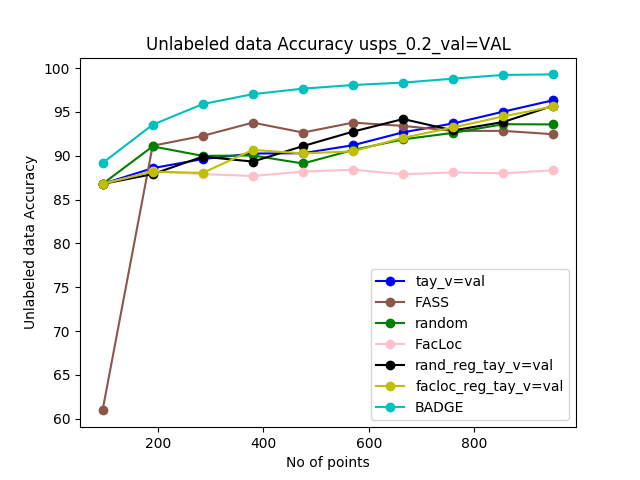 Unlabeled data Accuracy usps_0.2_val=VAL
100
95
90
85
80
75
70
65
60
Unlabeled data Accuracy
200
400
600
800
No of points
tay_v=val
FASS
random
FacLoc
rand_reg_tay_v=val
facloc_reg_tay_v=val
BADGE